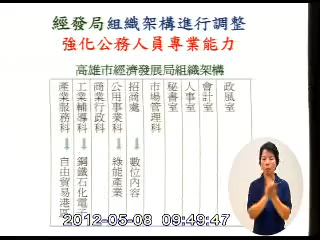 經發局組織架構進行調整
強化公務人員專業能力
高雄市經濟發展局組織架構
產業服務科
自由貿易港區
工業輔導科
鋼鐵石化電子
商業行政科
公用事業科
綠能產業
招商處
數位內容
市場管理科
秘書室
人事室
會計室
政風室
2012-05-08 09:49:47